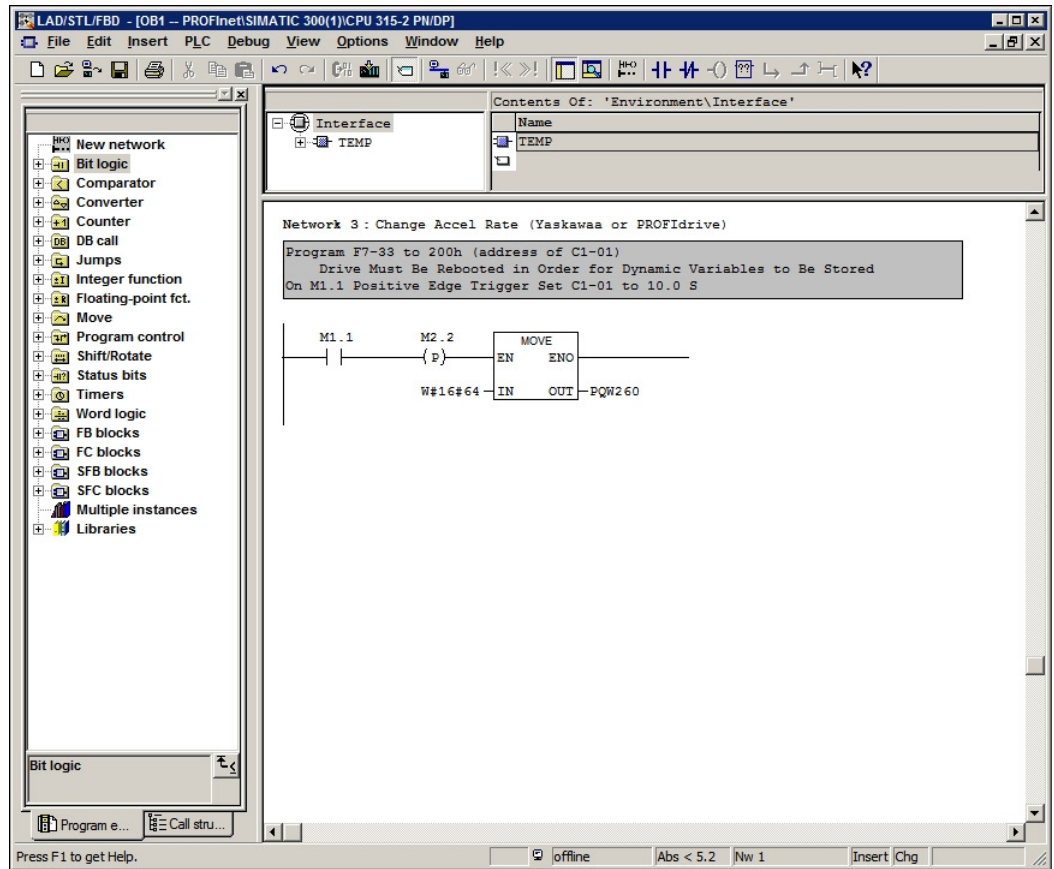 LAD/STL/FBD - [OB1 -- PROFInet\SIMATIC 300(1)\CPU 315-2 PN/DP]
File Edit Insert PLC Debug View Options Window Help
Contents Of: 'Environment\Interface'
Interface
TEMP
Name
TEMP
New network
Bit logic
Comparator
Converter
Counter
DB call
Jumps
Integer function
Floating-point fct.
Move
Program control
Shift/Rotate
Status bits
Timers
Word logic
FB blocks
FC blocks
SFB blocks
SFC blocks
Multiple instances
Libraries
Bit logic
Program e...
Call stru...
Network 3 : Change Accel Rate (Yaskawaa or PROFIdrive)
Program F7-33 to 200h (address of C1-01)
Drive Must Be Rebooted in Order for Dynamic Variables to Be Stored
On M1.1 Positive Edge Trigger Set C1-01 to 10.0 S
M1.1 M2.2 MOVE
P EN ENO
W#16#64 IN OUT PQW260
Press F1 to get Help.
offline Abs < 5.2 Nw 1 Insert Chg